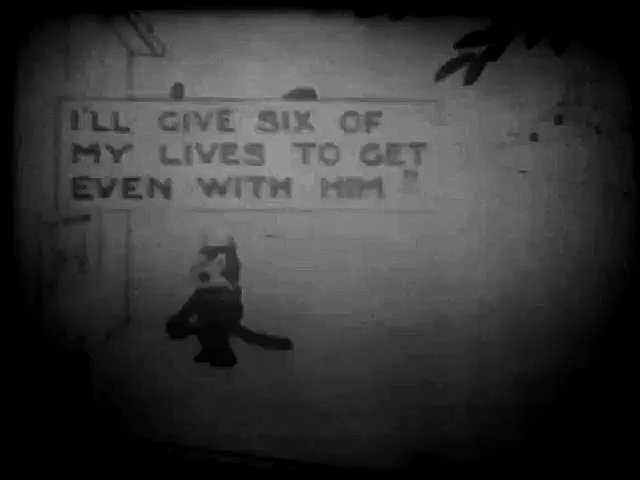 I'LL GIVE SIX OF
MY LIVES TO GET
EVEN WITH HIM"